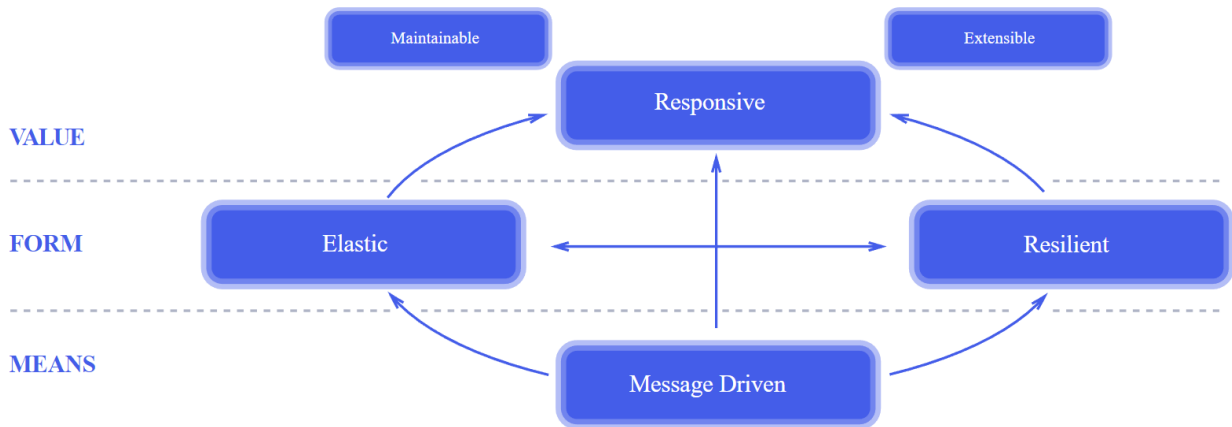 Maintainable
Extensible
Responsive
VALUE
FORM
Elastic
Resilient
MEANS
Message Driven